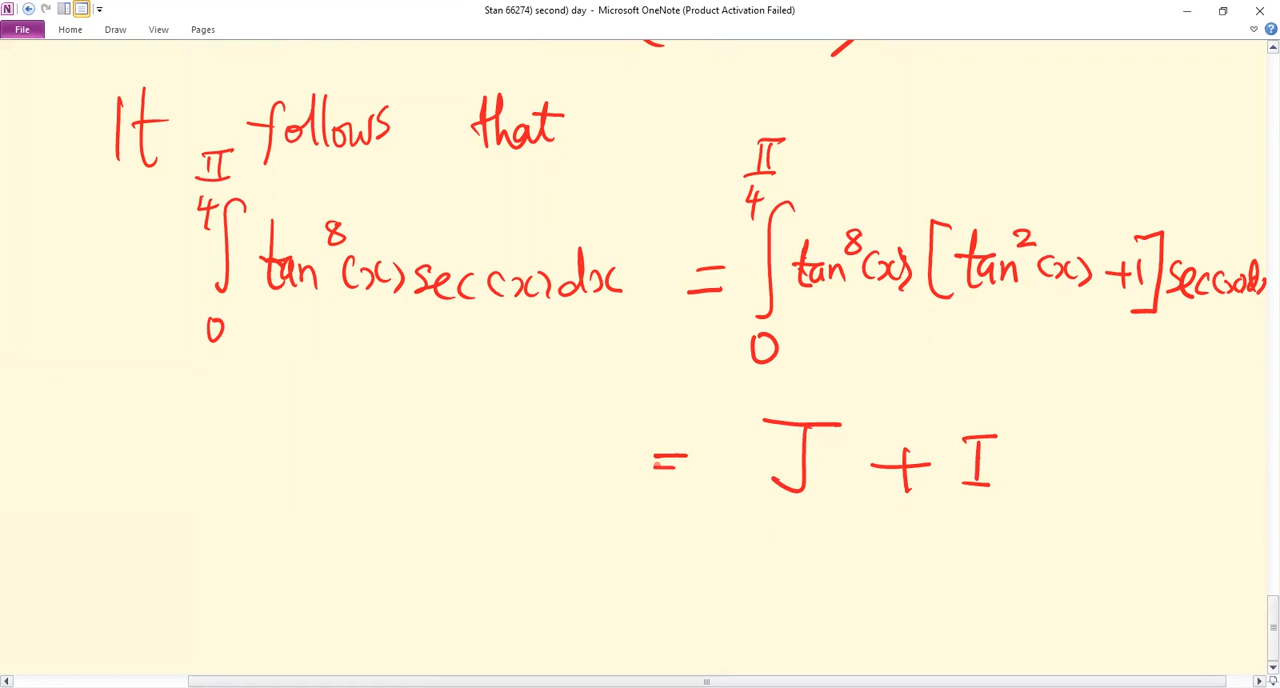 Stan 66274) second) day - Microsoft OneNote (Product Activation Failed)
File Home Draw View Pages
It follows that
∫₀^(π/4) tan⁸(x) sec(x) dx = ∫₀^(π/4) tan⁸(x) [tan²(x) + 1] sec(x) d
= J + I